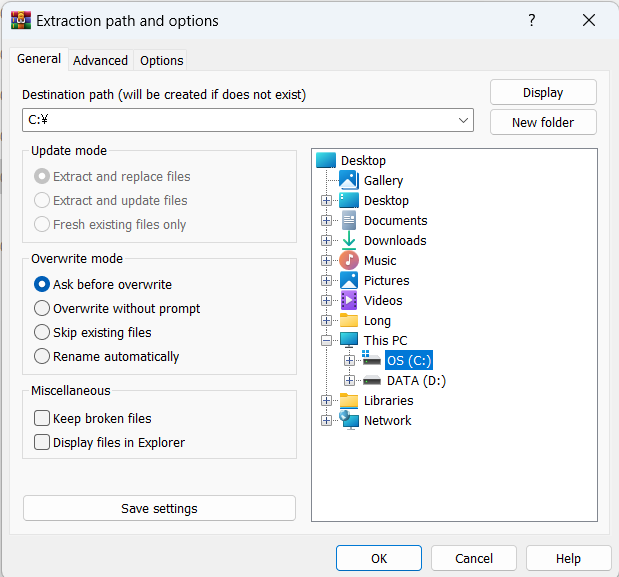 Extraction path and options
?
General
Advanced
Options
Destination path (will be created if does not exist)
Display
C:¥
New folder
Update mode
Extract and replace files
Extract and update files
Fresh existing files only
Overwrite mode
Ask before overwrite
Overwrite without prompt
Skip existing files
Rename automatically
Miscellaneous
Keep broken files
Display files in Explorer
Save settings
Desktop
Gallery
Desktop
Documents
Downloads
Music
Pictures
Videos
Long
This PC
OS (C:)
DATA (D:)
Libraries
Network
OK
Cancel
Help